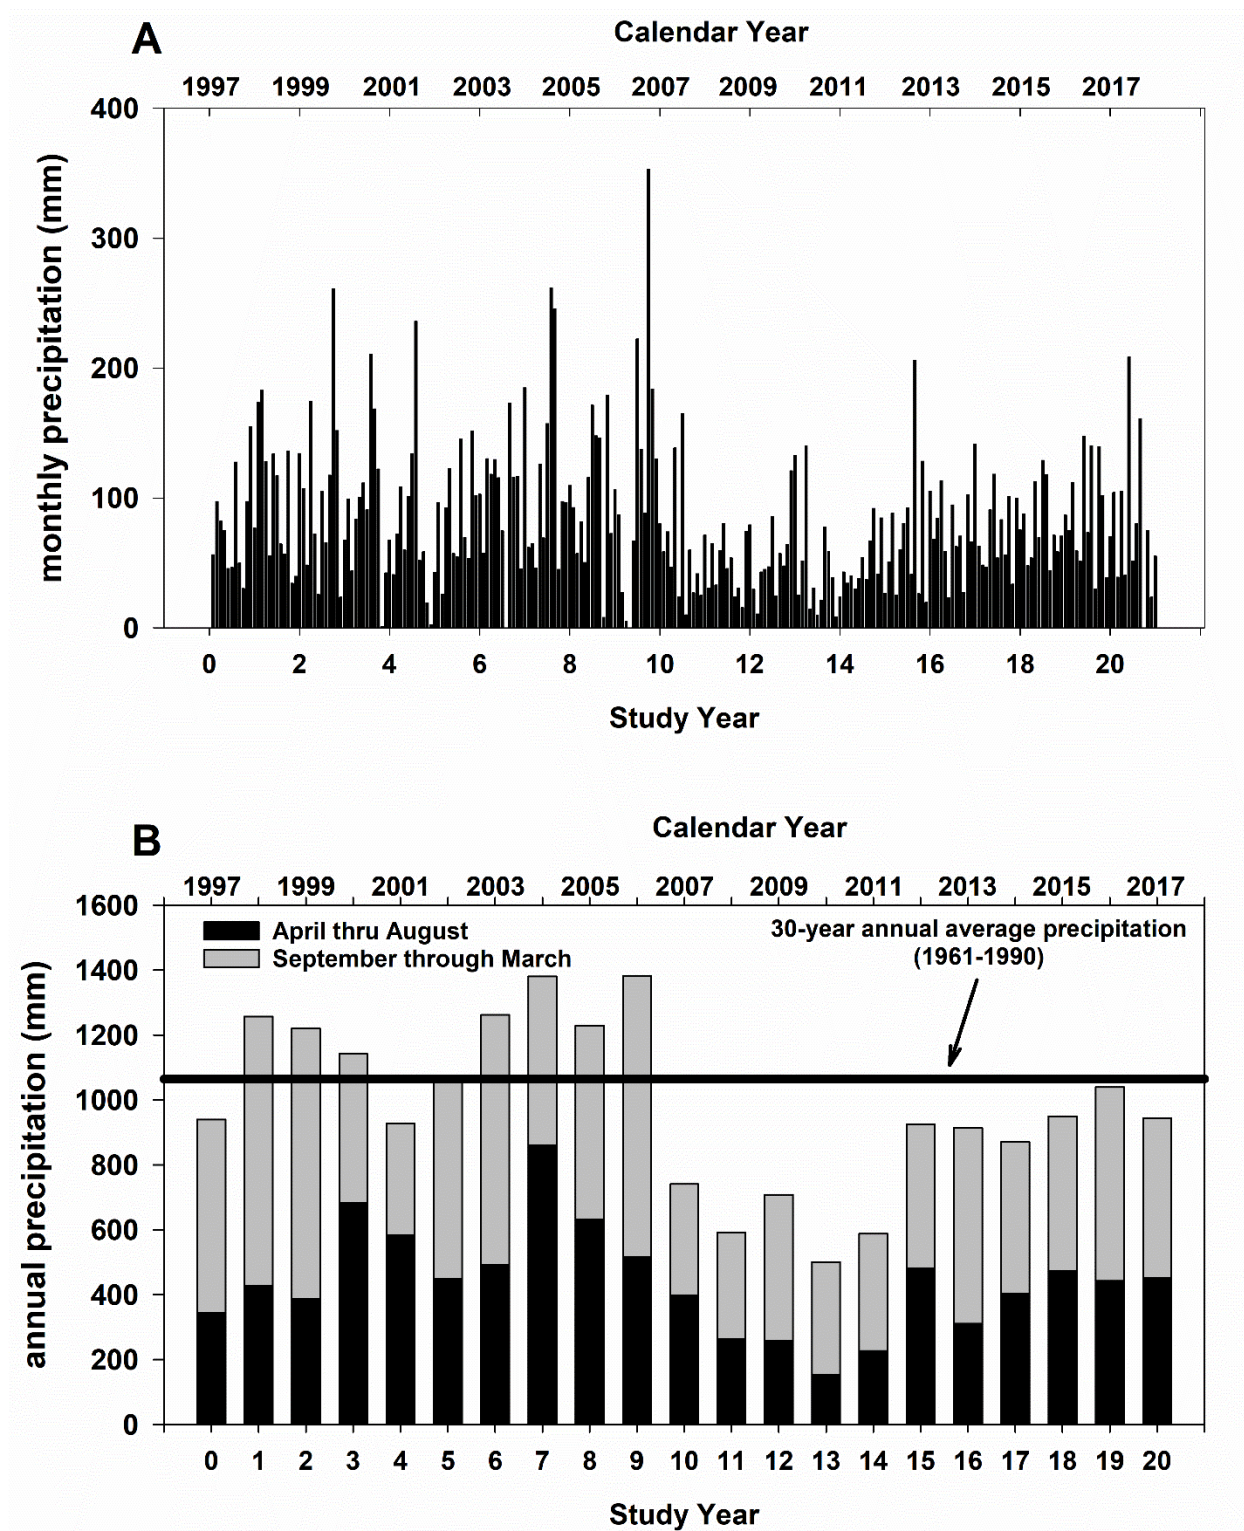 A
Calendar Year
1997 1999 2001 2003 2005 2007 2009 2011 2013 2015 2017
monthly precipitation (mm)
400
300
200
100
0
0 2 4 6 8 10 12 14 16 18 20
Study Year
B
Calendar Year
1997 1999 2001 2003 2005 2007 2009 2011 2013 2015 2017
annual precipitation (mm)
1600
1400
1200
1000
800
600
400
200
0
April thru August
September through March
30-year annual average precipitation
(1961-1990)
0 1 2 3 4 5 6 7 8 9 10 11 12 13 14 15 16 17 18 19 20
Study Year